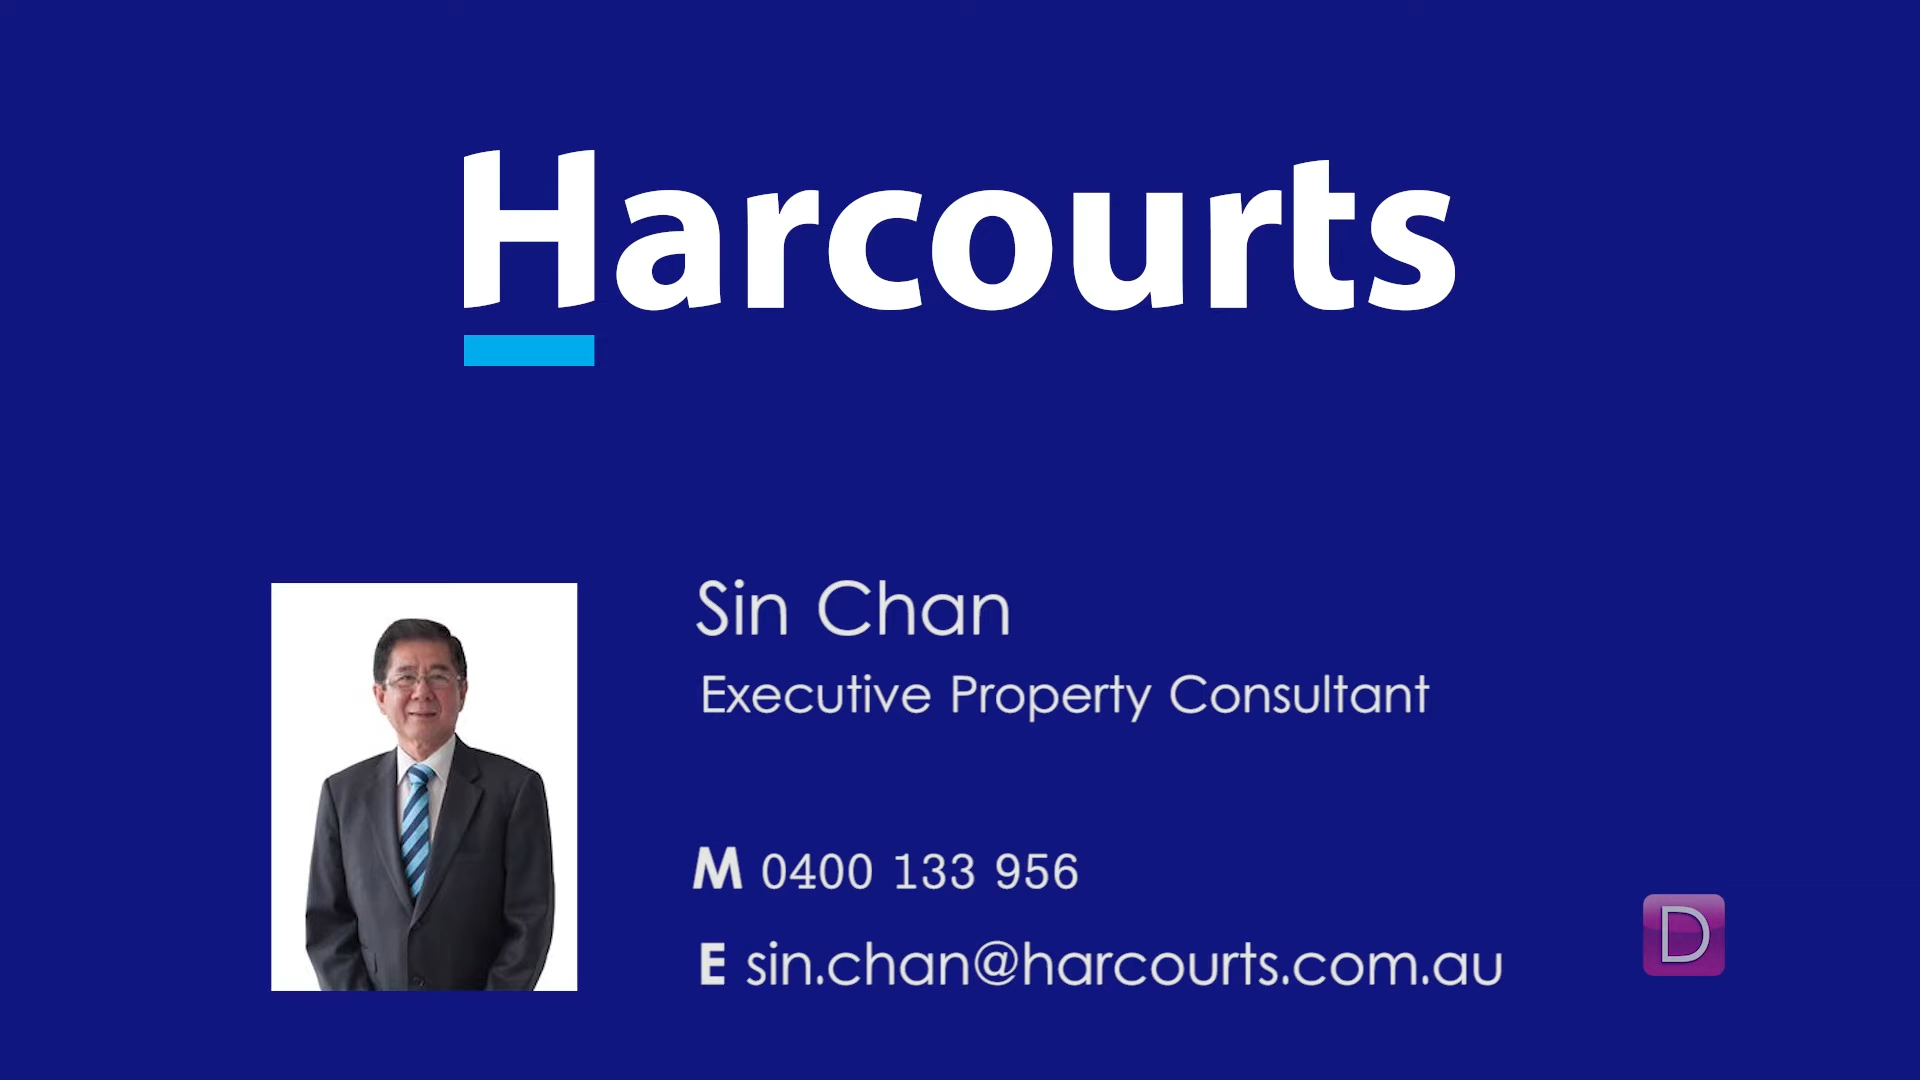 Harcourts
Sin Chan
Executive Property Consultant
M 0400 133 956
E sin.chan@harcourts.com.au
D